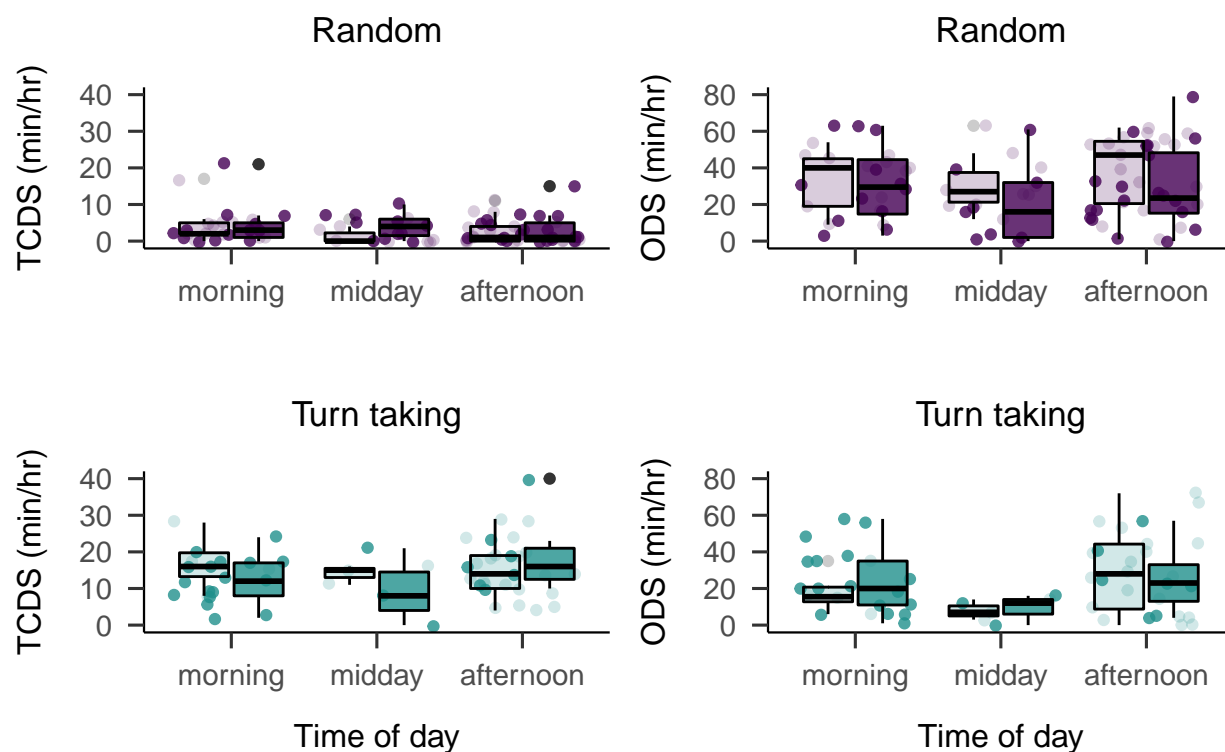 Random
TCDS (min/hr)
40
30
20
10
0
morning midday afternoon
Random
ODS (min/hr)
80
60
40
20
0
morning midday afternoon
Turn taking
TCDS (min/hr)
40
30
20
10
0
morning midday afternoon
Time of day
Turn taking
ODS (min/hr)
80
60
40
20
0
morning midday afternoon
Time of day